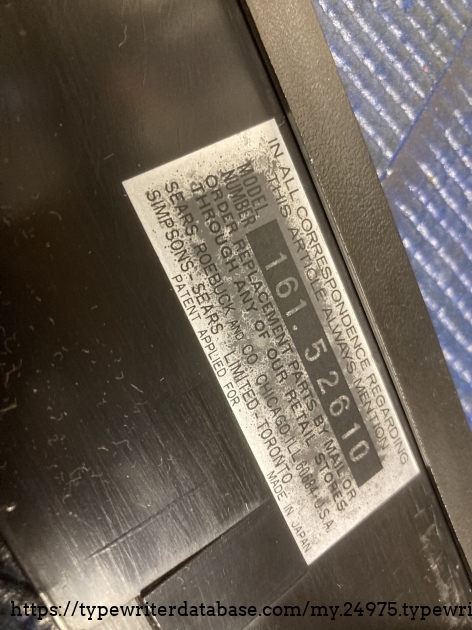 IN ALL CORRESPONDENCE REGARDING
THIS ARTICLE ALWAYS MENTION
MODEL
NUMBER
161.52610
ORDER REPLACEMENT PARTS BY MAIL OR
THROUGH ANY OF OUR RETAIL STORES
SEARS ROEBUCK AND CO. CHICAGO ILL. 60684 U.S.A.
SIMPSONS-SEARS LIMITED-TORONTO
PATENT APPLIED FOR. MADE IN JAPAN
https://typewriterdatabase.com/my.24975.typewri